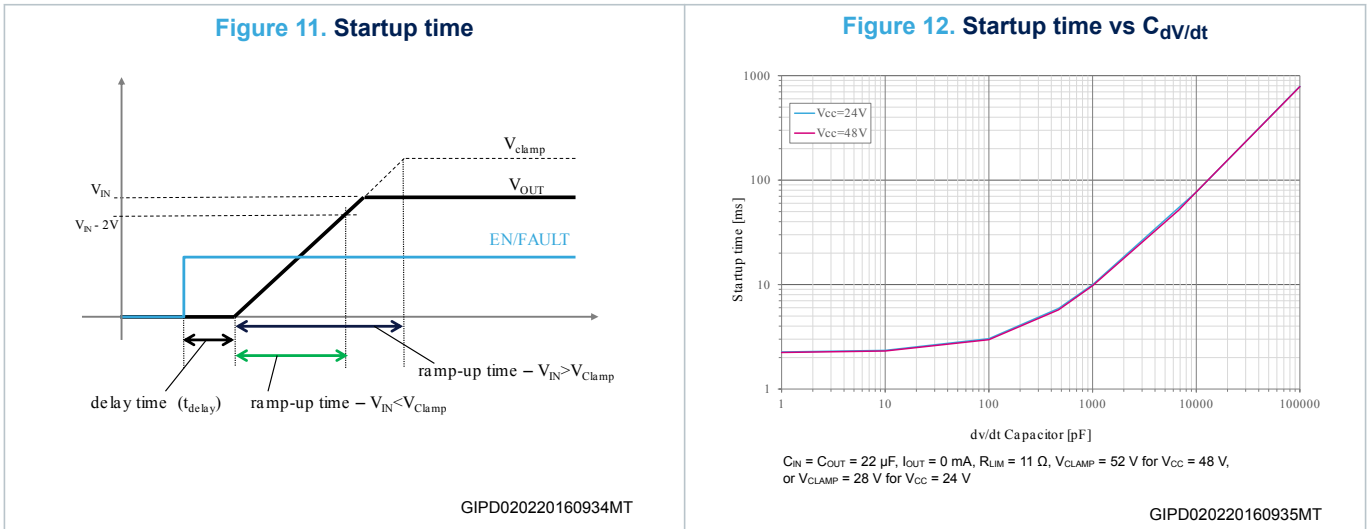 Figure 11. Startup time
V_clamp
V_IN
V_OUT
V_IN - 2V
EN/FAULT
ramp-up time – V_IN>V_Clamp
delay time (t_delay)
ramp-up time – V_IN<V_Clamp
GIPD020220160934MT
Figure 12. Startup time vs C_dV/dt
1000
Vcc=24V
Vcc=48V
100
Startup time [ms]
10
1
1
10
100
1000
10000
100000
dv/dt Capacitor [pF]
C_IN = C_OUT = 22 µF, I_OUT = 0 mA, R_LIM = 11 Ω, V_CLAMP = 52 V for V_CC = 48 V,
or V_CLAMP = 28 V for V_CC = 24 V
GIPD020220160935MT